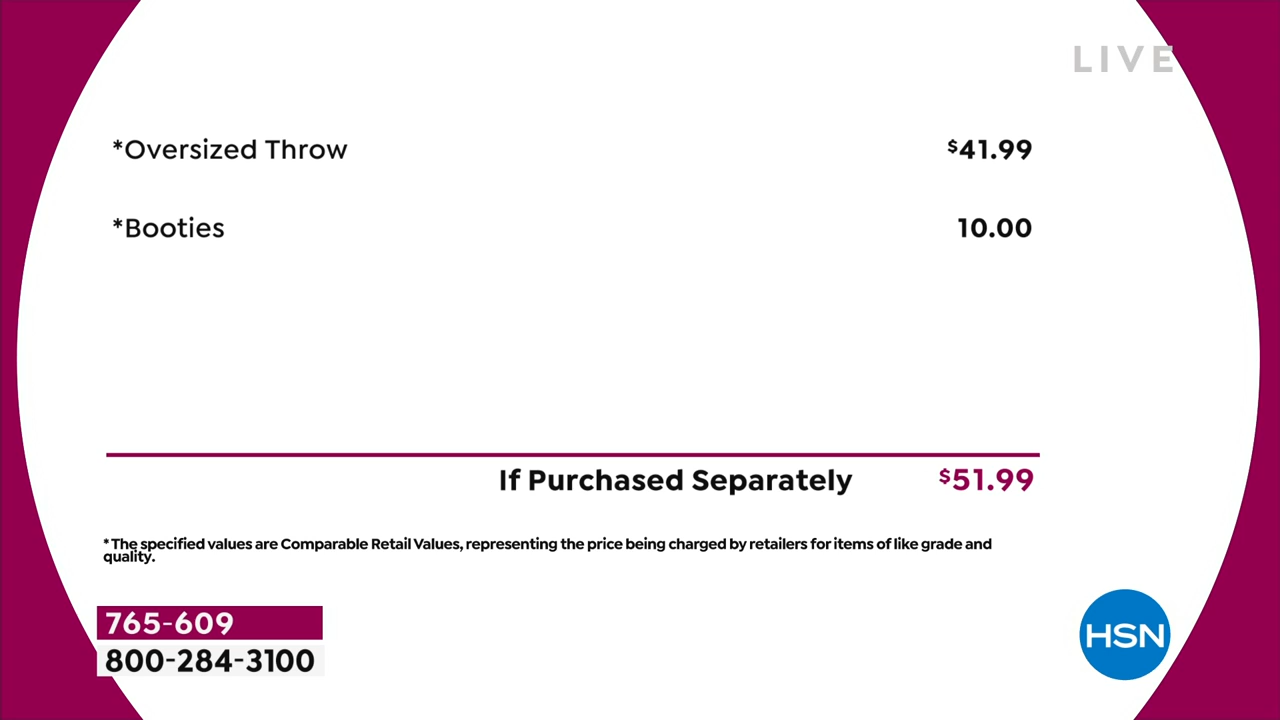 LIVE
*Oversized Throw $41.99
*Booties 10.00
If Purchased Separately $51.99
*The specified values are Comparable Retail Values, representing the price being charged by retailers for items of like grade and
quality.
765-609
800-284-3100
HSN